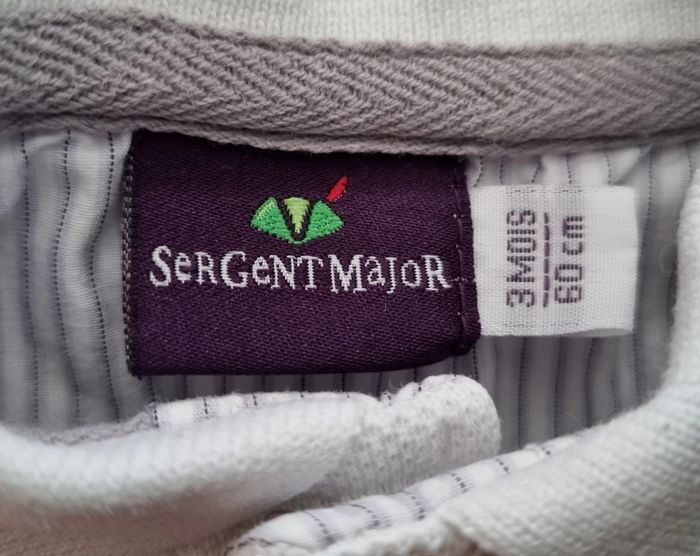 SeRGeNT MaJoR
3 MOIS
60 cm